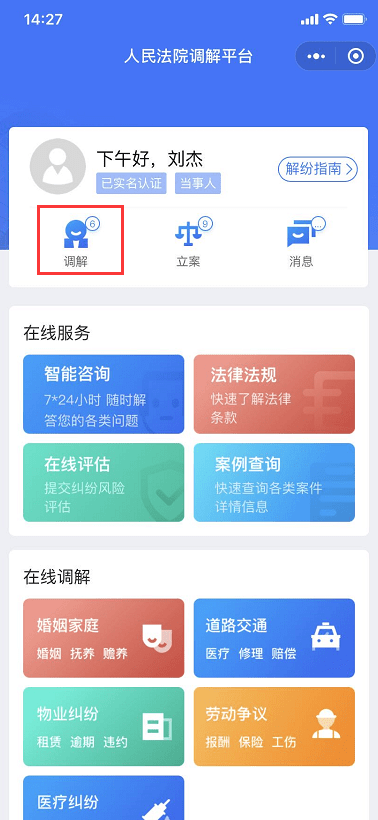 14:27
人民法院调解平台
下午好，刘杰
已实名认证 当事人
解纷指南
6
9
...
调解
立案
消息
在线服务
智能咨询
7*24小时 随时解
答您的各类问题
法律法规
快速了解法律
条款
在线评估
提交纠纷风险
评估
案例查询
快速查询各类案件
详情信息
在线调解
婚姻家庭
婚姻 抚养 赡养
道路交通
医疗 修理 赔偿
物业纠纷
租赁 逾期 违约
劳动争议
报酬 保险 工伤
医疗纠纷